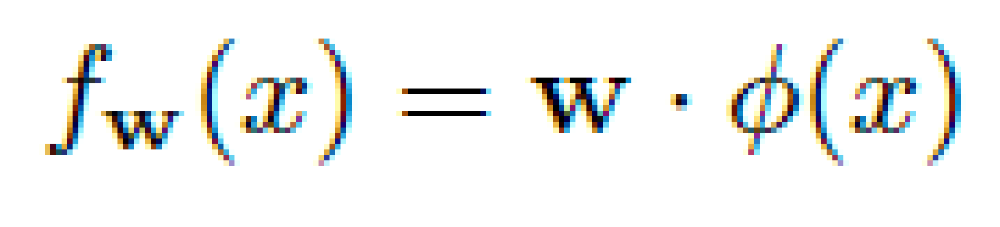 f_w(x) = w · ϕ(x)